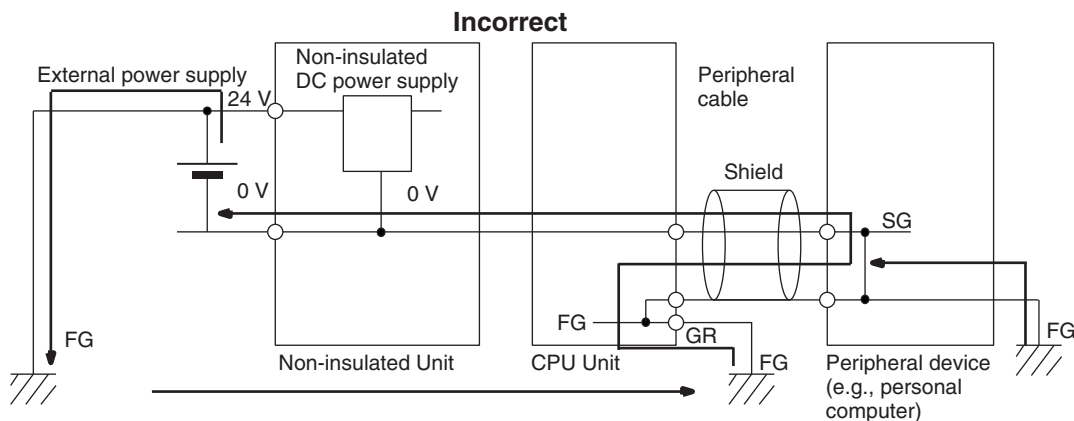 Incorrect
Non-insulated
DC power supply
External power supply
24 V
Peripheral
cable
Shield
0 V
0 V
SG
FG
FG
GR
FG
FG
Non-insulated Unit
CPU Unit
Peripheral device
(e.g., personal
computer)